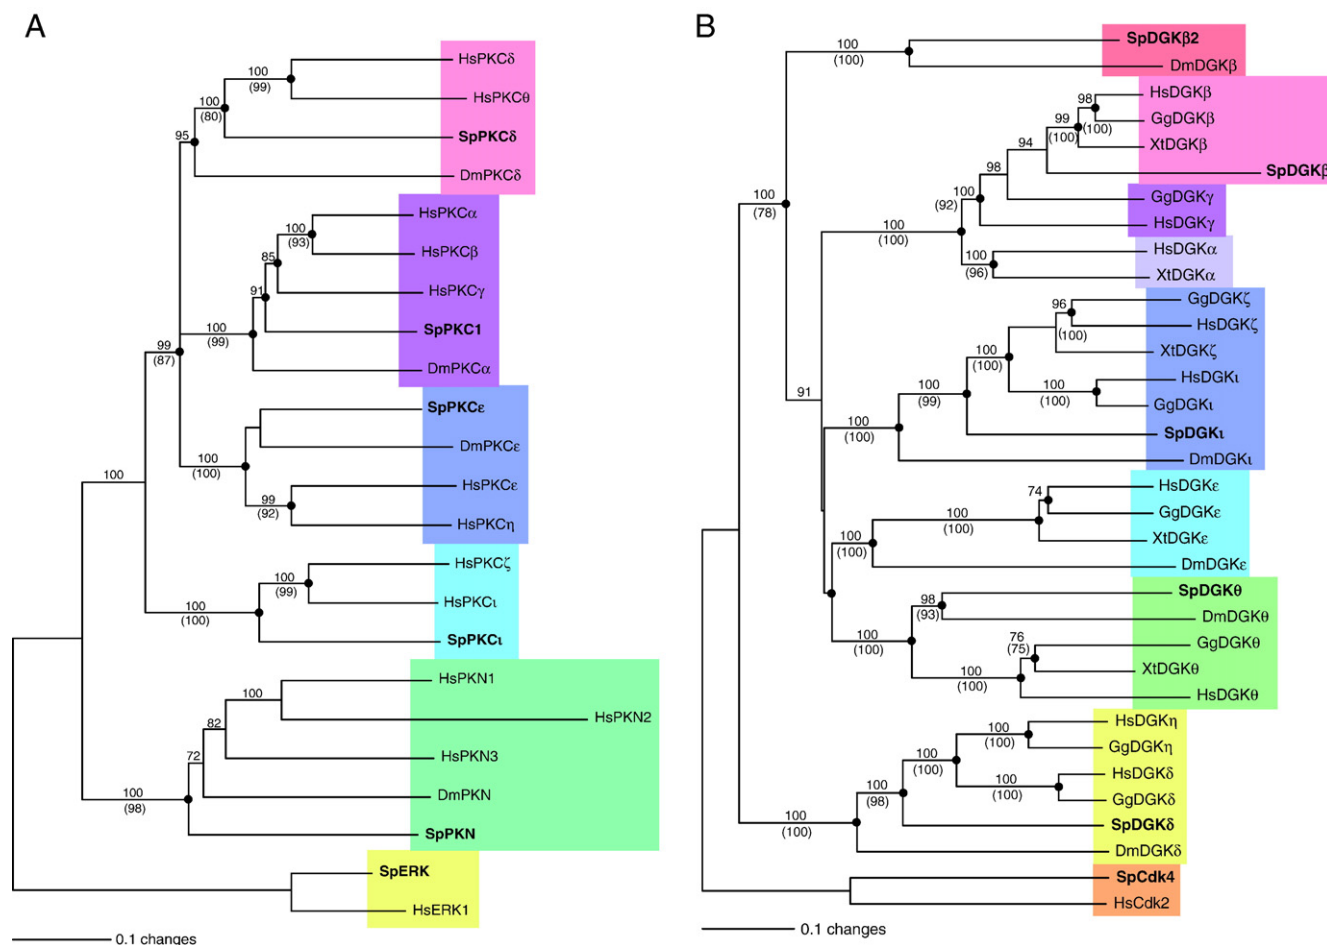 A
HsPKCδ
100
(99)
HsPKCθ
100
(80)
SpPKCδ
95
DmPKCδ
HsPKCα
100
(93)
HsPKCβ
85
HsPKCγ
91
SpPKC1
100
(99)
DmPKCα
99
(87)
SpPKCε
DmPKCε
100
(100)
HsPKCε
99
(92)
HsPKCη
100
HsPKCζ
100
(99)
HsPKCι
100
(100)
SpPKCι
HsPKN1
100
HsPKN2
82
HsPKN3
72
DmPKN
100
(98)
SpPKN
SpERK
HsERK1
0.1 changes
B
SpDGKβ2
100
(100)
DmDGKβ
HsDGKβ
98
(100)
GgDGKβ
99
(100)
XtDGKβ
94
SpDGKβ
98
GgDGKγ
100
(92)
HsDGKγ
100
(78)
100
(100)
HsDGKα
100
(96)
XtDGKα
GgDGKζ
96
(100)
HsDGKζ
XtDGKζ
100
(100)
HsDGKι
100
(100)
GgDGKι
100
(99)
SpDGKι
91
100
(100)
DmDGKι
HsDGKε
74
GgDGKε
100
(100)
XtDGKε
100
(100)
DmDGKε
SpDGKθ
98
(93)
DmDGKθ
100
(100)
GgDGKθ
76
(75)
XtDGKθ
100
(100)
HsDGKθ
HsDGKη
100
(100)
GgDGKη
100
(100)
HsDGKδ
100
(100)
GgDGKδ
100
(98)
SpDGKδ
100
(100)
DmDGKδ
SpCdk4
HsCdk2
0.1 changes